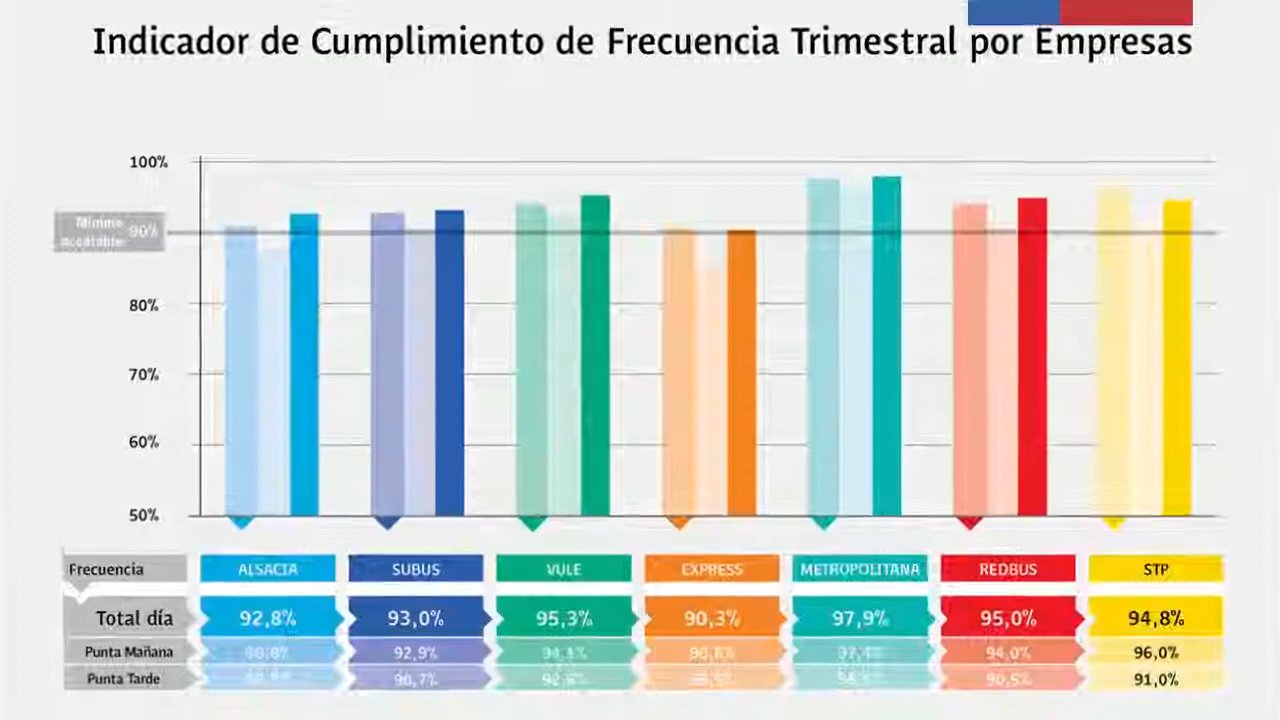 Indicador de Cumplimiento de Frecuencia Trimestral por Empresas
100%
Mínimo aceptable 90%
80%
70%
60%
50%
Frecuencia ALSACIA SUBUS VULE EXPRESS METROPOLITANA REDBUS STP
Total día 92,8% 93,0% 95,3% 90,3% 97,9% 95,0% 94,8%
Punta Mañana 92,9% 94,0% 96,0%
Punta Tarde 90,7% 90,5% 91,0%